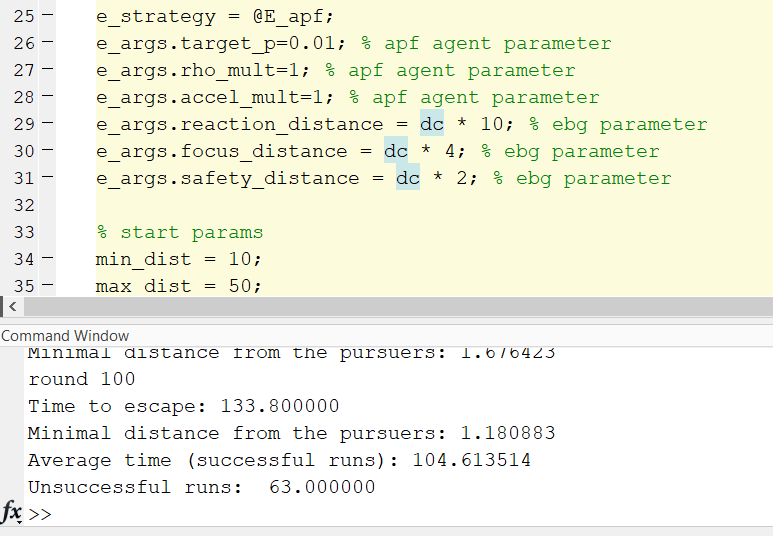 25 - e_strategy = @E_apf;
26 - e_args.target_p=0.01; % apf agent parameter
27 - e_args.rho_mult=1; % apf agent parameter
28 - e_args.accel_mult=1; % apf agent parameter
29 - e_args.reaction_distance = dc * 10; % ebg parameter
30 - e_args.focus_distance = dc * 4; % ebg parameter
31 - e_args.safety_distance = dc * 2; % ebg parameter
32
33 % start params
34 - min_dist = 10;
35 - max_dist = 50;
<
Command Window
Minimal distance from the pursuers: 1.676423
round 100
Time to escape: 133.800000
Minimal distance from the pursuers: 1.180883
Average time (successful runs): 104.613514
Unsuccessful runs:  63.000000
fx >>